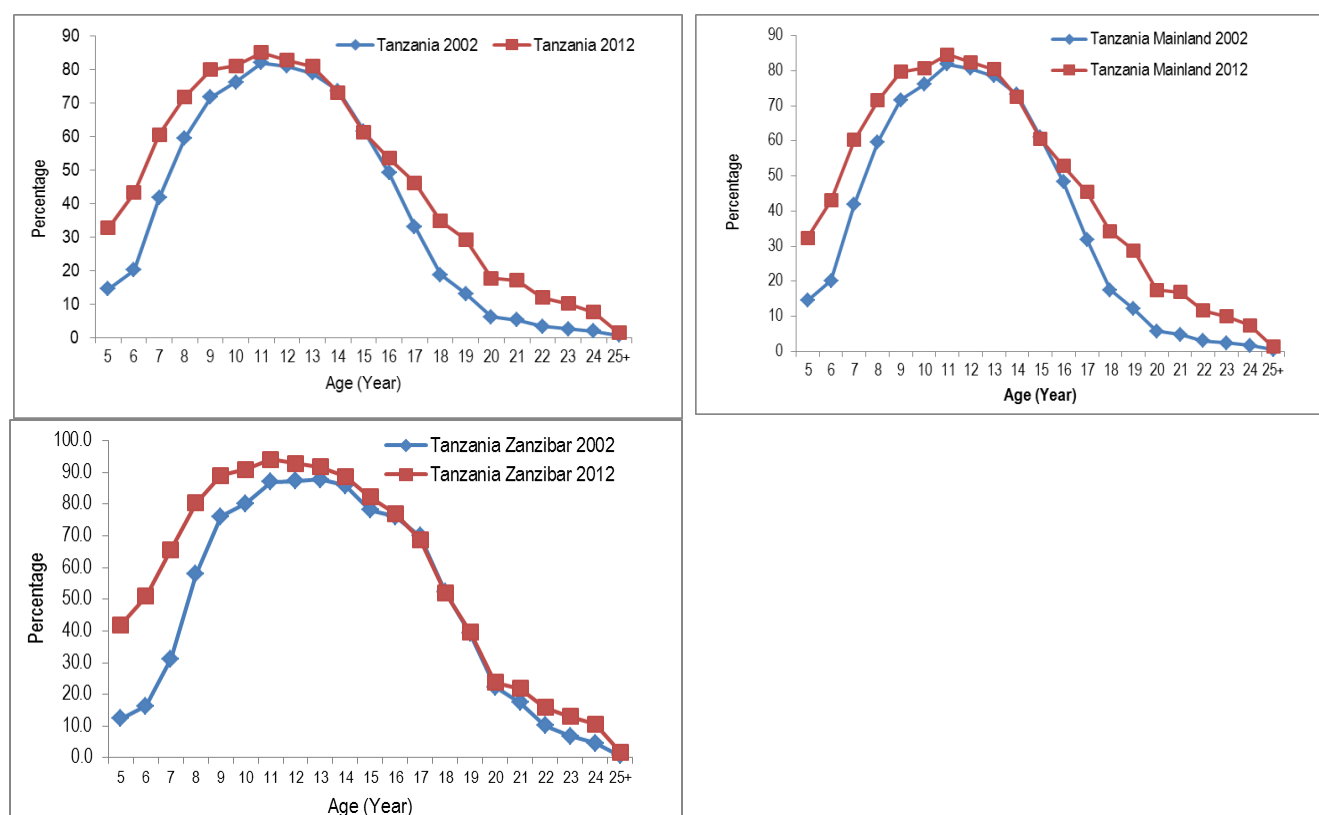 Tanzania 2002 Tanzania 2012
90
80
70
60
50
40
30
20
10
0
Percentage
5 6 7 8 9 10 11 12 13 14 15 16 17 18 19 20 21 22 23 24 25+
Age (Year)
Tanzania Mainland 2002
Tanzania Mainland 2012
90
80
70
60
50
40
30
20
10
0
Percentage
5 6 7 8 9 10 11 12 13 14 15 16 17 18 19 20 21 22 23 24 25+
Age (Year)
Tanzania Zanzibar 2002
Tanzania Zanzibar 2012
100.0
90.0
80.0
70.0
60.0
50.0
40.0
30.0
20.0
10.0
0.0
Percentage
5 6 7 8 9 10 11 12 13 14 15 16 17 18 19 20 21 22 23 24 25+
Age (Year)